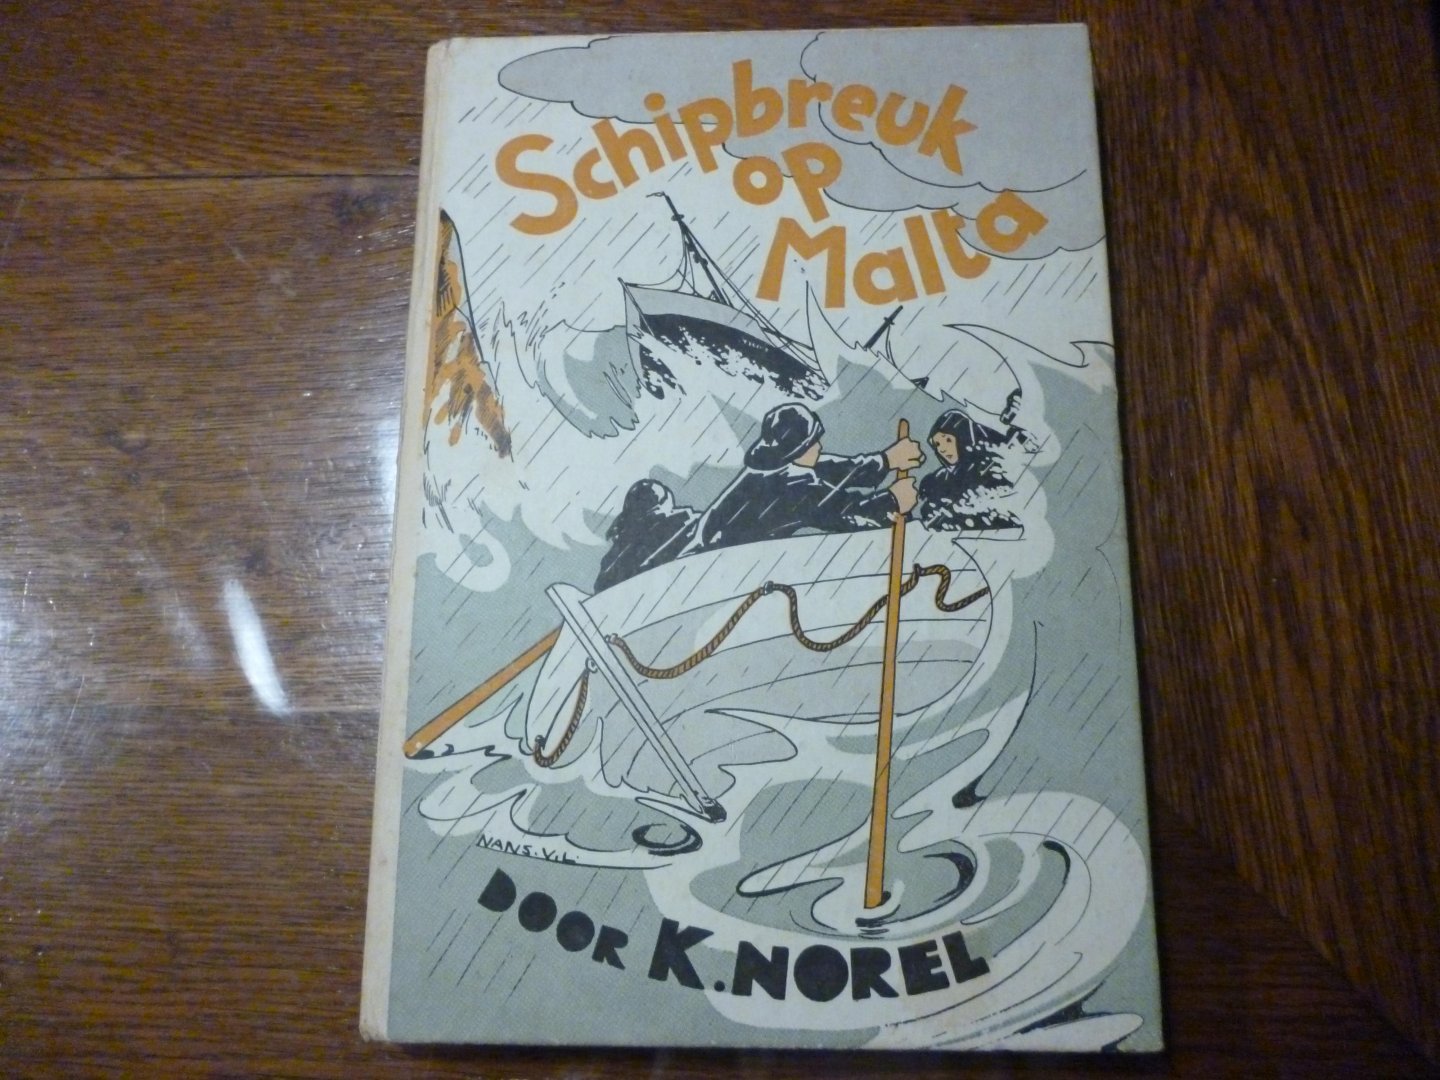 Schipbreuk
op
Malta
NANS. V. L.
DOOR K. NOREL